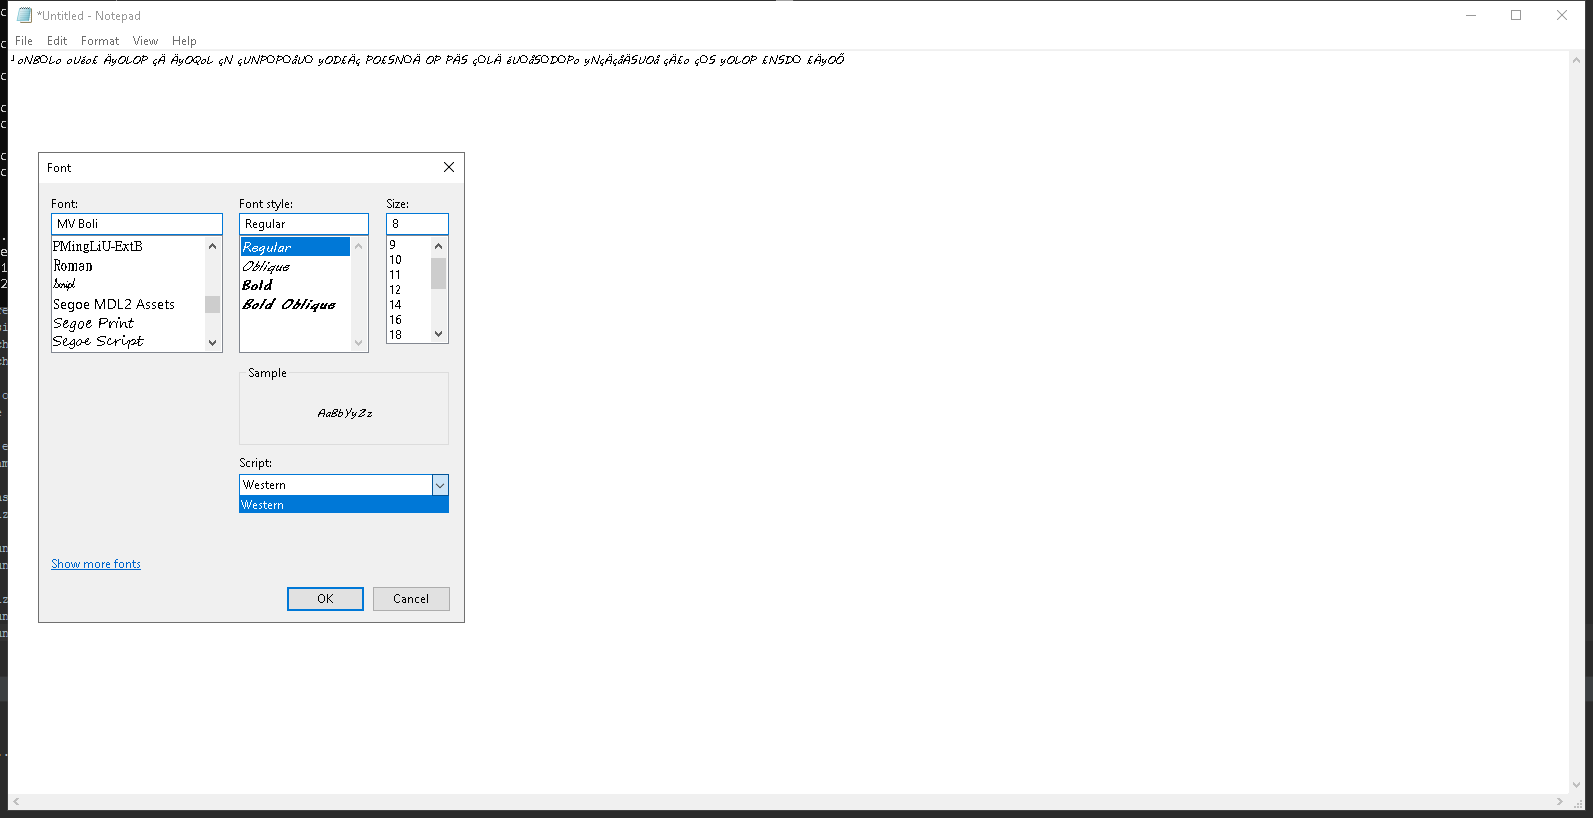 *Untitled - Notepad
File Edit Format View Help
oNBOLo oUéoE ÄyOLOP çÄ ÄyOQoL çN çUNPOPOåUO yODEÄç POESNOÄ OP PÄS çOLÄ éUOåSODOPo yNçÄçåÄSUOå çÄEo çOS yOLOP ENSDO EÄyOÕ
Font
Font:
Font style:
Size:
MV Boli
Regular
8
PMingLiU-ExtB
Roman
Script
Segoe MDL2 Assets
Segoe Print
Segoe Script
Regular
Oblique
Bold
Bold Oblique
9
10
11
12
14
16
18
Sample
AaBbYyZz
Script:
Western
Western
Show more fonts
OK
Cancel